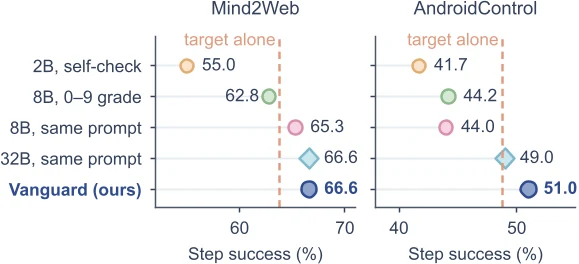 Mind2Web
AndroidControl
target alone
target alone
2B, self-check
55.0
41.7
8B, 0–9 grade
62.8
44.2
8B, same prompt
65.3
44.0
32B, same prompt
66.6
49.0
Vanguard (ours)
66.6
51.0
60
70
40
50
Step success (%)
Step success (%)